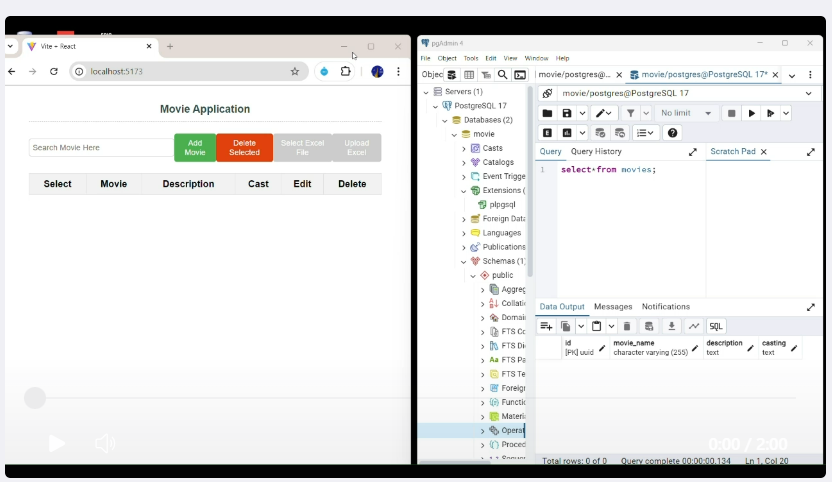 Vite + React
localhost:5173
Movie Application
Search Movie Here
Add Movie
Delete Selected
Select Excel File
Upload Excel
Select Movie Description Cast Edit Delete
pgAdmin 4
File Object Tools Edit View Window Help
Objec
movie/postgres@...
movie/postgres@PostgreSQL 17*
Servers (1)
PostgreSQL 17
Databases (2)
movie
Casts
Catalogs
Event Trigge
Extensions (
plpgsql
Foreign Data
Languages
Publications
Schemas (1)
public
Aggreg
Collatio
Domai
FTS Co
FTS Di
Aa FTS Pa
FTS Te
Foreig
Functi
Materi
Operat
Proced
movie/postgres@PostgreSQL 17
No limit
Query Query History
Scratch Pad
1 select*from movies;
Data Output Messages Notifications
SQL
id
[PK] uuid
movie_name
character varying (255)
description
text
casting
text
0:00 / 2:00
Total rows: 0 of 0 Query complete 00:00:00.134 Ln 1, Col 20